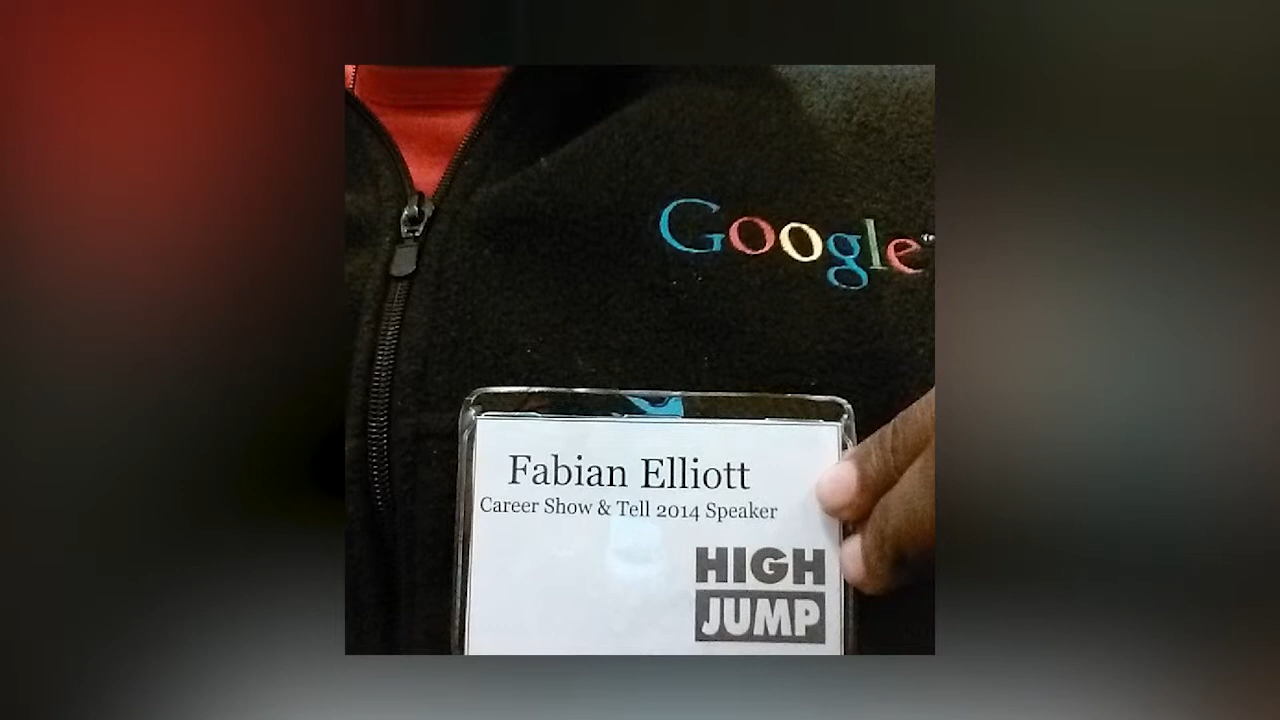 Google
Fabian Elliott
Career Show & Tell 2014 Speaker
HIGH
JUMP